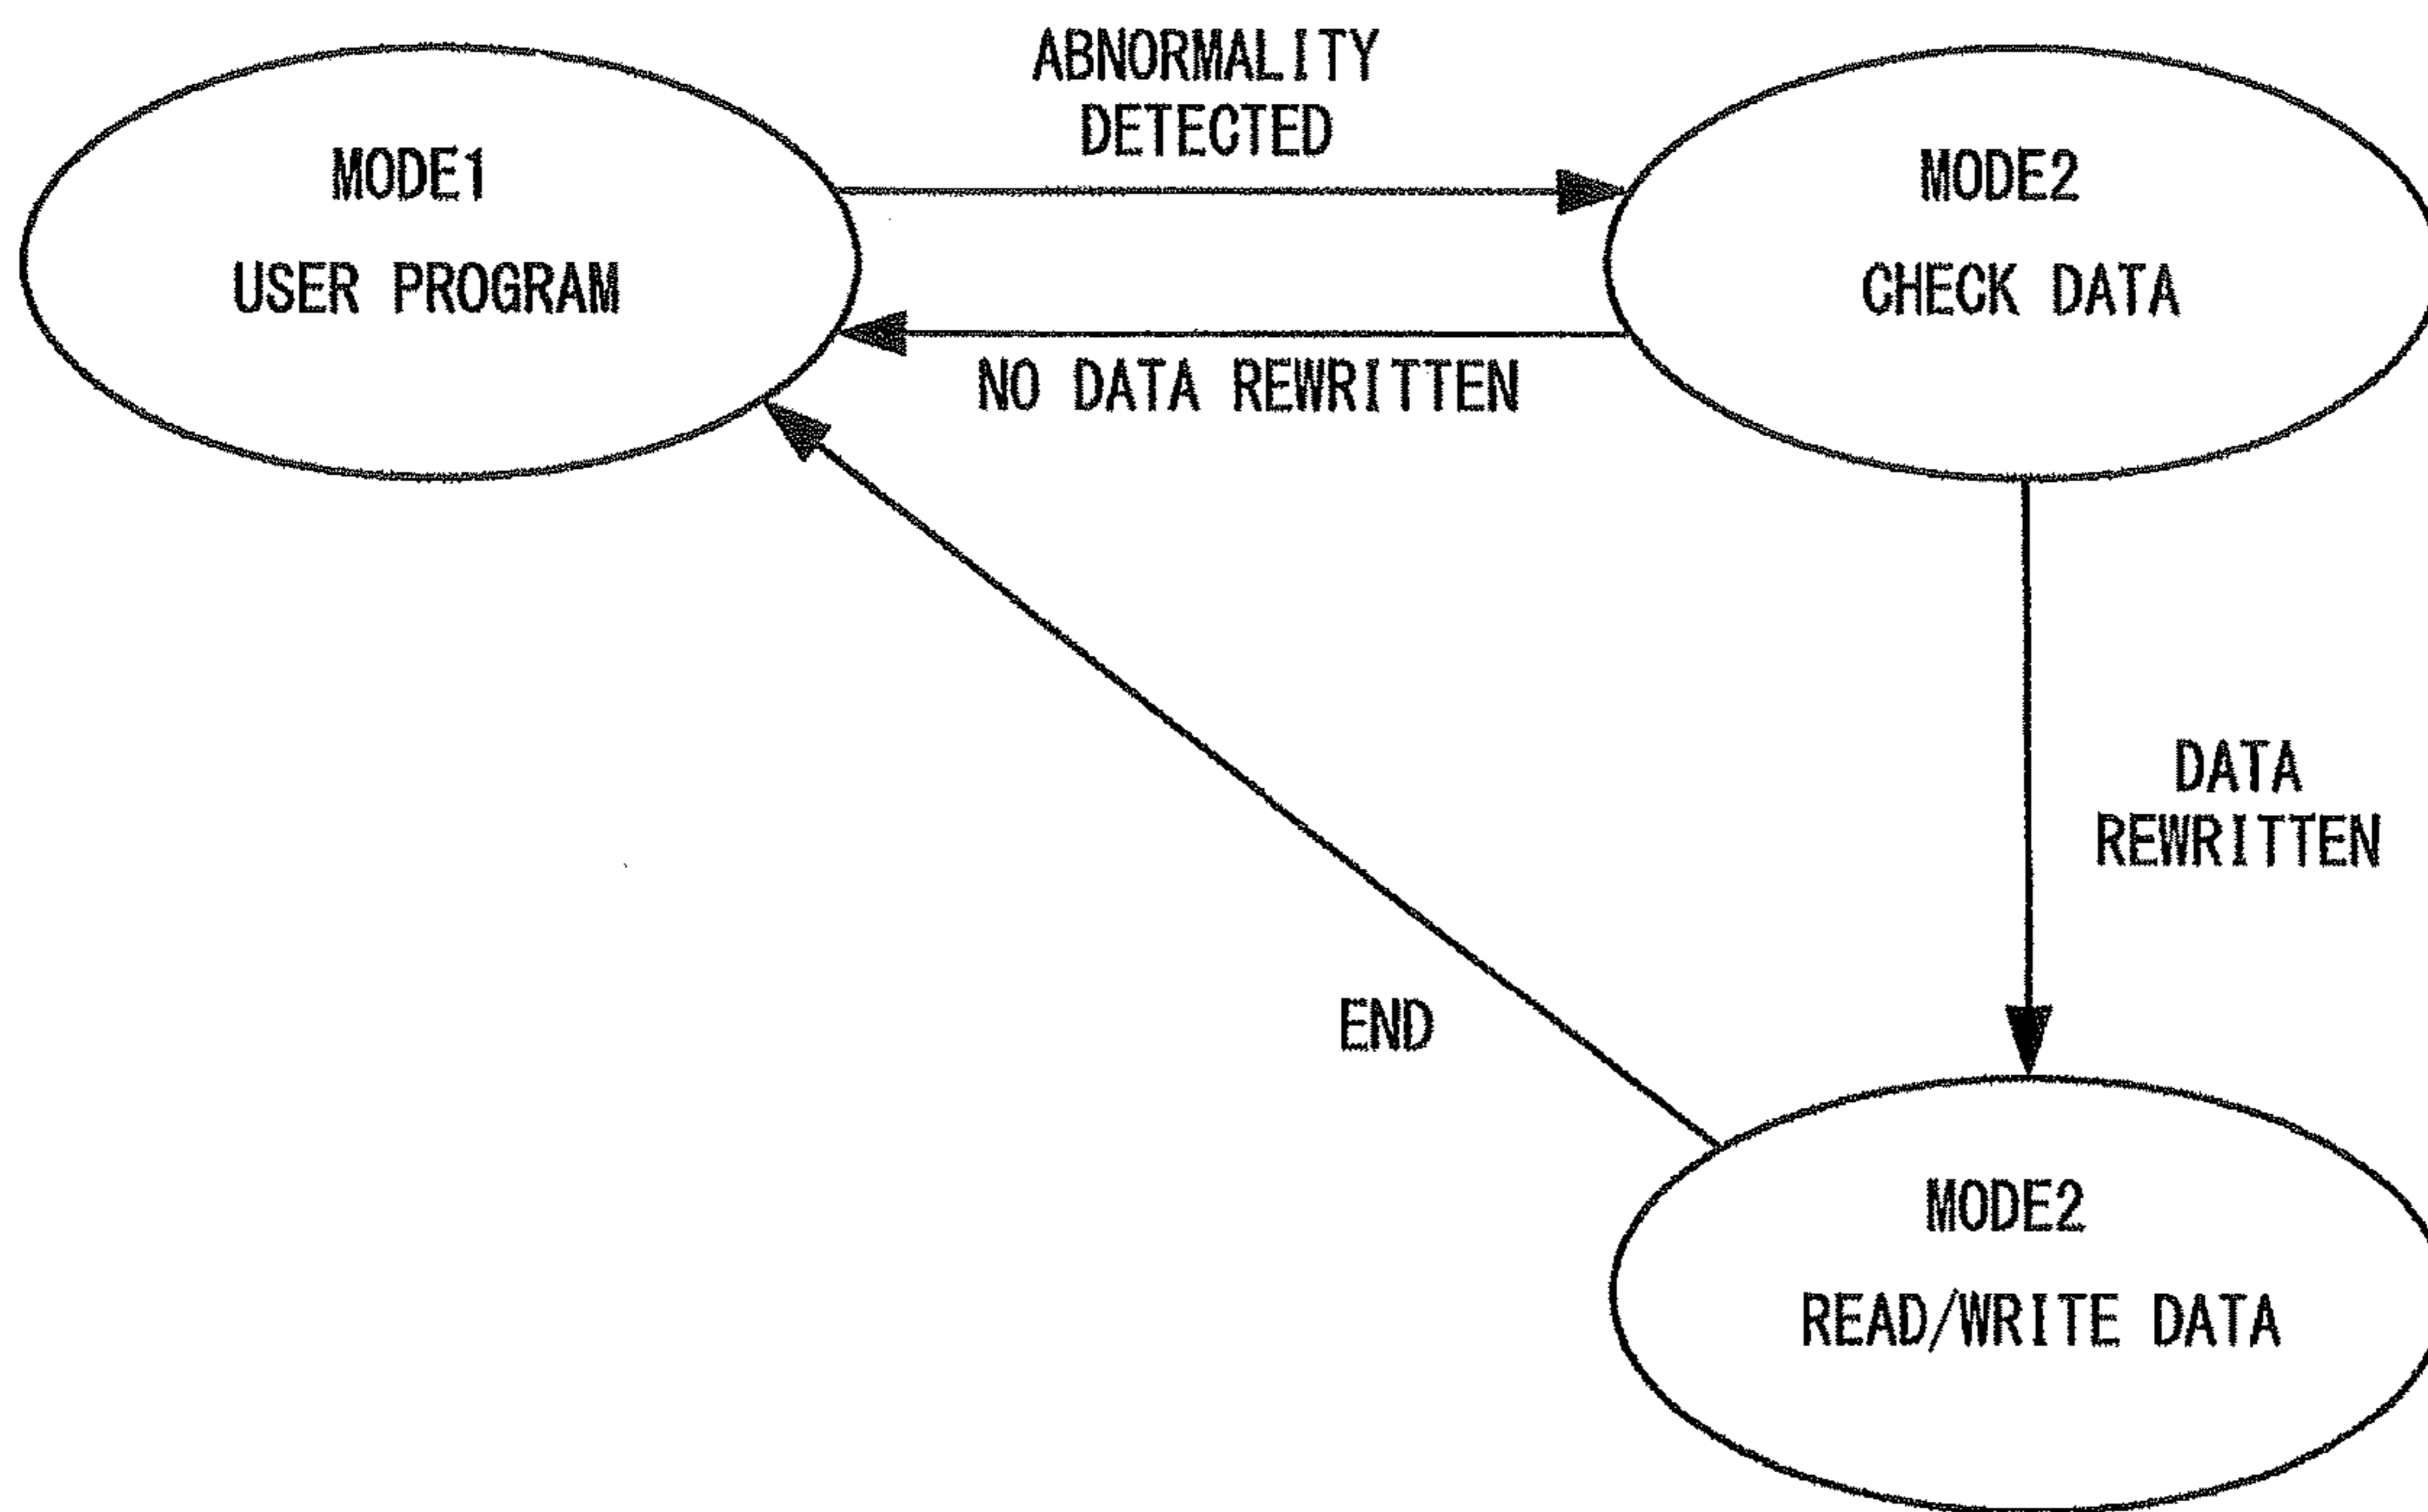 ABNORMALITY
DETECTED
MODE1
USER PROGRAM
MODE2
CHECK DATA
NO DATA REWRITTEN
DATA
REWRITTEN
END
MODE2
READ/WRITE DATA